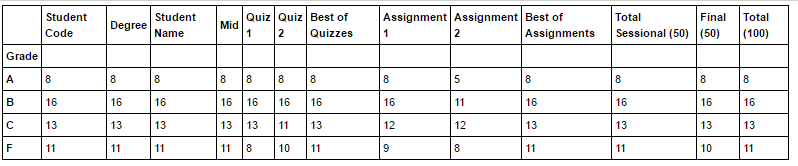 Student Code Degree Student Name Mid Quiz 1 Quiz 2 Best of Quizzes Assignment 1 Assignment 2 Best of Assignments Total Sessional (50) Final (50) Total (100)
Grade
A 8 8 8 8 8 8 8 8 5 8 8 8 8
B 16 16 16 16 16 16 16 16 11 16 16 16 16
C 13 13 13 13 13 11 13 12 12 13 13 13 13
F 11 11 11 11 8 10 11 9 8 11 11 10 11